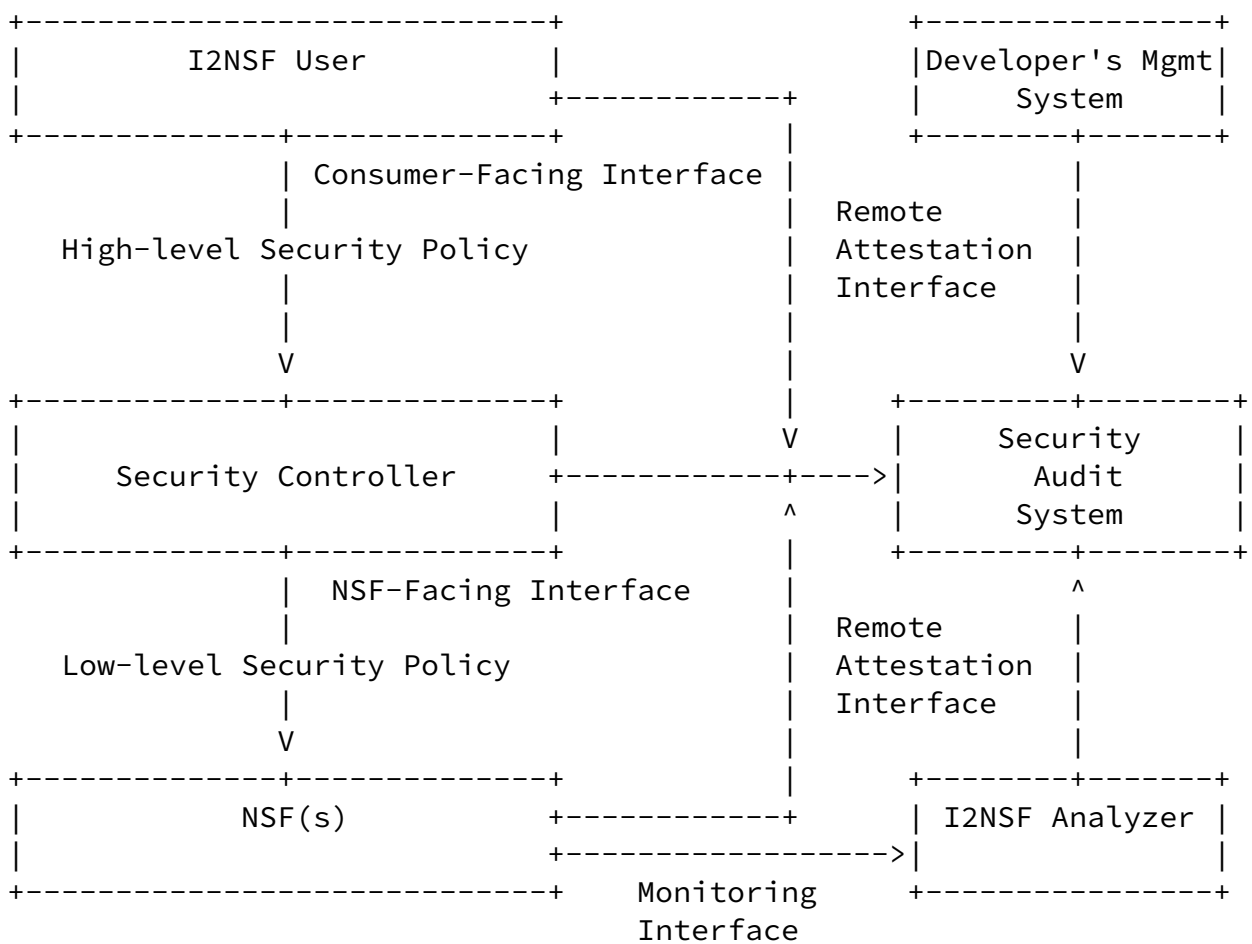 I2NSF User
Developer's Mgmt
System
Consumer-Facing Interface
Remote
High-level Security Policy
Attestation
Interface
Security
Security Controller
Audit
System
NSF-Facing Interface
Remote
Low-level Security Policy
Attestation
Interface
NSF(s)
I2NSF Analyzer
Monitoring
Interface